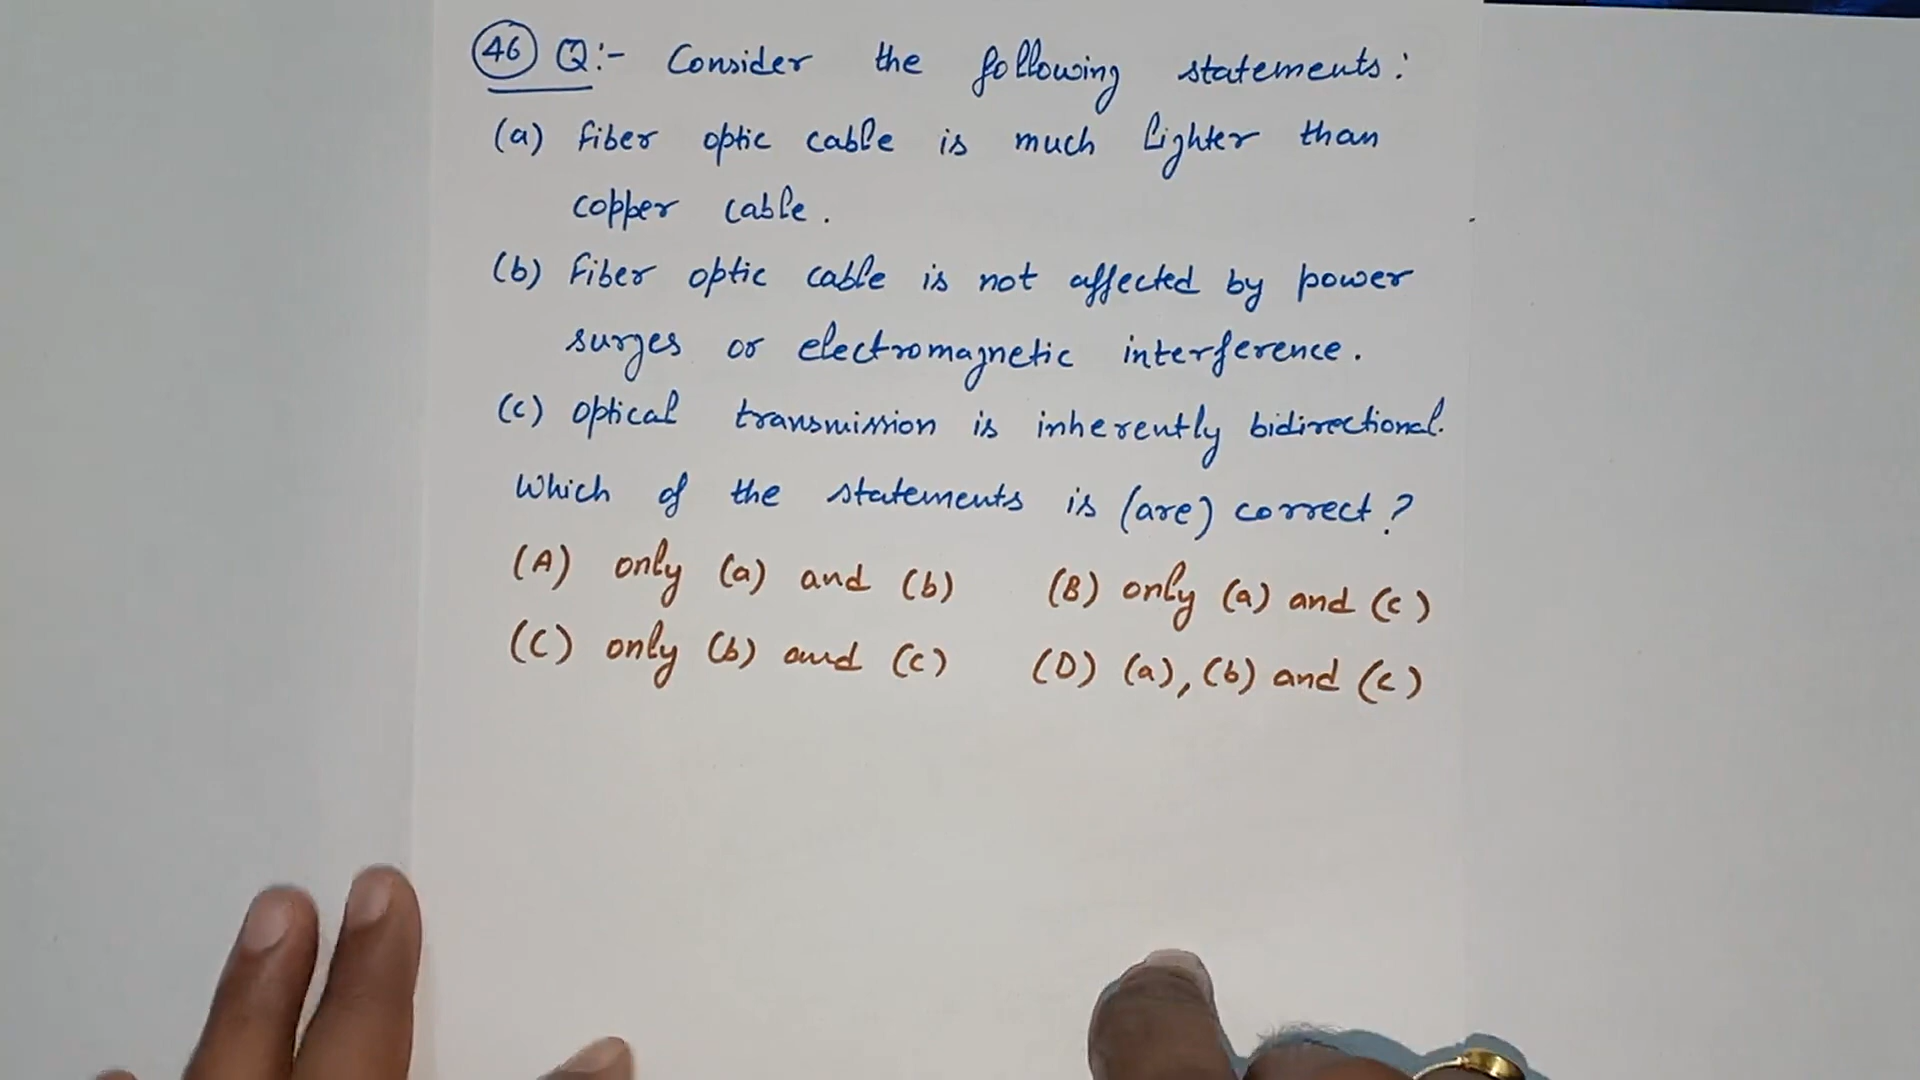 46 Q:- Consider the following statements:
(a) fiber optic cable is much lighter than
copper cable.
(b) Fiber optic cable is not affected by power
surges or electromagnetic interference.
(c) optical transmission is inherently bidirectional.
Which of the statements is (are) correct?
(A) only (a) and (b) (B) only (a) and (c)
(C) only (b) and (c) (D) (a), (b) and (c)